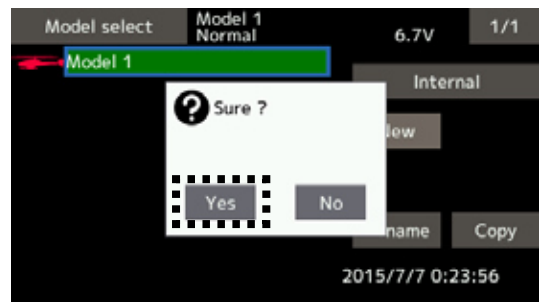 Model select
Model 1
Normal
6.7V
1/1
Model 1
Internal
Sure ?
Yes
No
Copy
2015/7/7 0:23:56